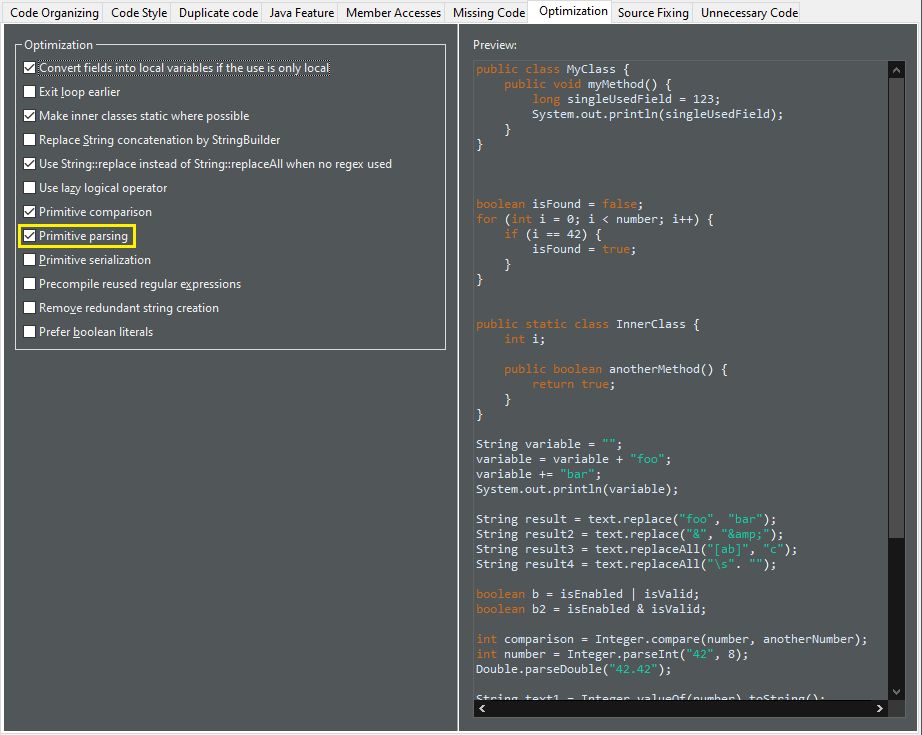 Code Organizing Code Style Duplicate code Java Feature Member Accesses Missing Code Optimization Source Fixing Unnecessary Code
Optimization
Convert fields into local variables if the use is only local
Exit loop earlier
Make inner classes static where possible
Replace String concatenation by StringBuilder
Use String::replace instead of String::replaceAll when no regex used
Use lazy logical operator
Primitive comparison
Primitive parsing
Primitive serialization
Precompile reused regular expressions
Remove redundant string creation
Prefer boolean literals
Preview:
public class MyClass {
    public void myMethod() {
        long singleUsedField = 123;
        System.out.println(singleUsedField);
    }
}
boolean isFound = false;
for (int i = 0; i < number; i++) {
    if (i == 42) {
        isFound = true;
    }
}
public static class InnerClass {
    int i;
    public boolean anotherMethod() {
        return true;
    }
}
String variable = "";
variable = variable + "foo";
variable += "bar";
System.out.println(variable);
String result = text.replace("foo", "bar");
String result2 = text.replace("&", "&amp;");
String result3 = text.replaceAll("[ab]", "c");
String result4 = text.replaceAll("\s". "");
boolean b = isEnabled | isValid;
boolean b2 = isEnabled & isValid;
int comparison = Integer.compare(number, anotherNumber);
int number = Integer.parseInt("42", 8);
Double.parseDouble("42.42");
String text1 = Integer.valueOf(number).toString();